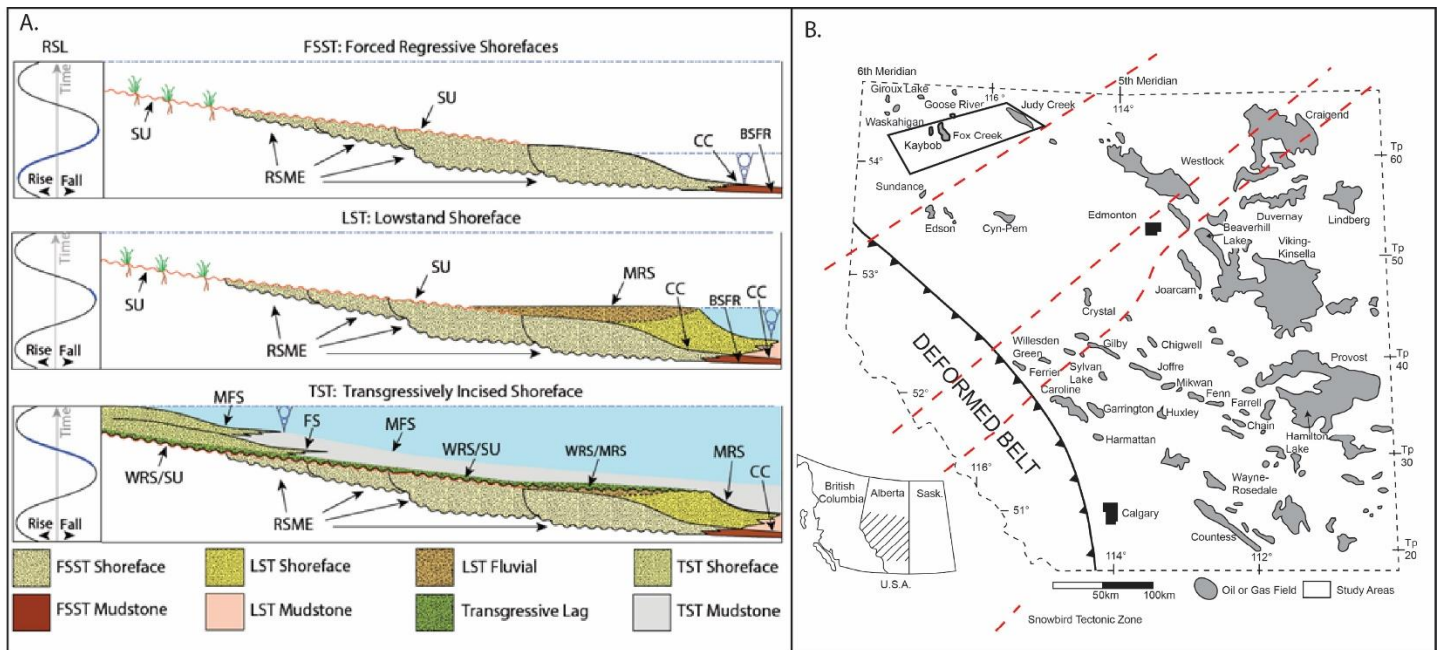 A.
RSL
FSST: Forced Regressive Shorefaces
Time
Rise
Fall
SU
SU
RSME
CC
BSFR
LST: Lowstand Shoreface
Time
Rise
Fall
SU
SU
MRS
CC
BSFR
CC
RSME
TST: Transgressively Incised Shoreface
Time
Rise
Fall
MFS
FS
MFS
WRS/SU
WRS/MRS
MRS
CC
WRS/SU
RSME
FSST Shoreface
LST Shoreface
LST Fluvial
TST Shoreface
FSST Mudstone
LST Mudstone
Transgressive Lag
TST Mudstone
B.
6th Meridian
5th Meridian
Giroux Lake
116°
114°
Goose River
Judy Creek
Waskahigan
Fox Creek
Kaybob
Craigend
54°
Tp
60
Westlock
Sundance
Edson
Cyn-Pem
Edmonton
Duvernay
Lindberg
Beaverhill
Lake
Viking-
Kinsella
Tp
50
53°
Joarcam
Crystal
Willesden
Green
Gilby
Chigwell
Provost
Tp
40
Ferrier
Sylvan
Lake
Joffre
Caroline
Mikwan
Fenn
Farrell
52°
Garrington
Huxley
Chain
Hamilton
Lake
Harmattan
Tp
30
DEFORMED BELT
116°
Wayne-
Rosedale
British
Columbia
Alberta
Sask.
51°
Calgary
Countess
Tp
20
U.S.A.
114°
112°
50km
100km
Oil or Gas Field
Study Areas
Snowbird Tectonic Zone